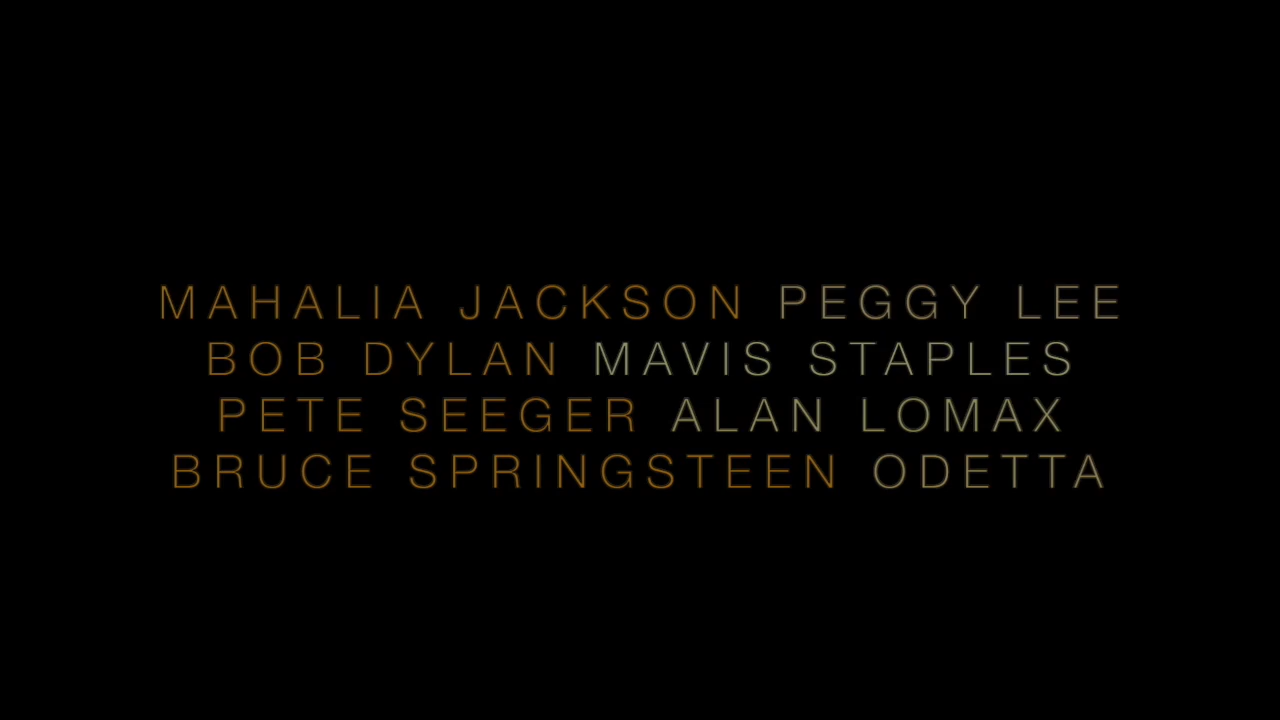 MAHALIA JACKSON PEGGY LEE
BOB DYLAN MAVIS STAPLES
PETE SEEGER ALAN LOMAX
BRUCE SPRINGSTEEN ODETTA